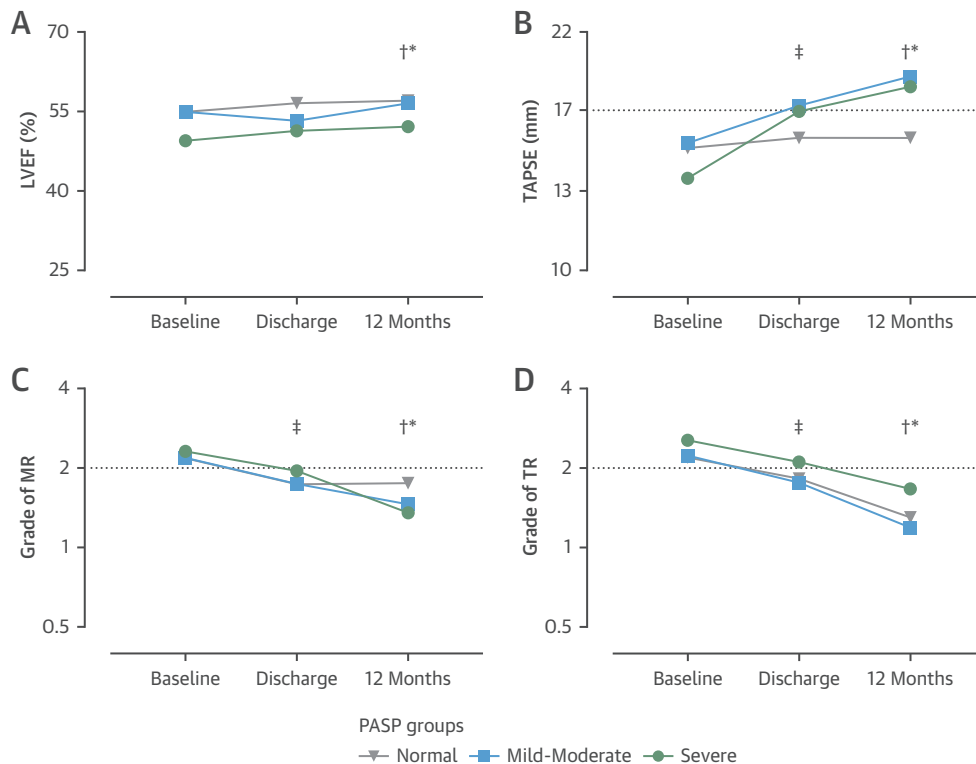 A
70
55
40
25
LVEF (%)
†*
Baseline Discharge 12 Months
B
22
17
13
10
TAPSE (mm)
‡ †*
Baseline Discharge 12 Months
C
4
2
1
0.5
Grade of MR
‡ †*
Baseline Discharge 12 Months
D
4
2
1
0.5
Grade of TR
‡ †*
Baseline Discharge 12 Months
PASP groups
Normal Mild-Moderate Severe